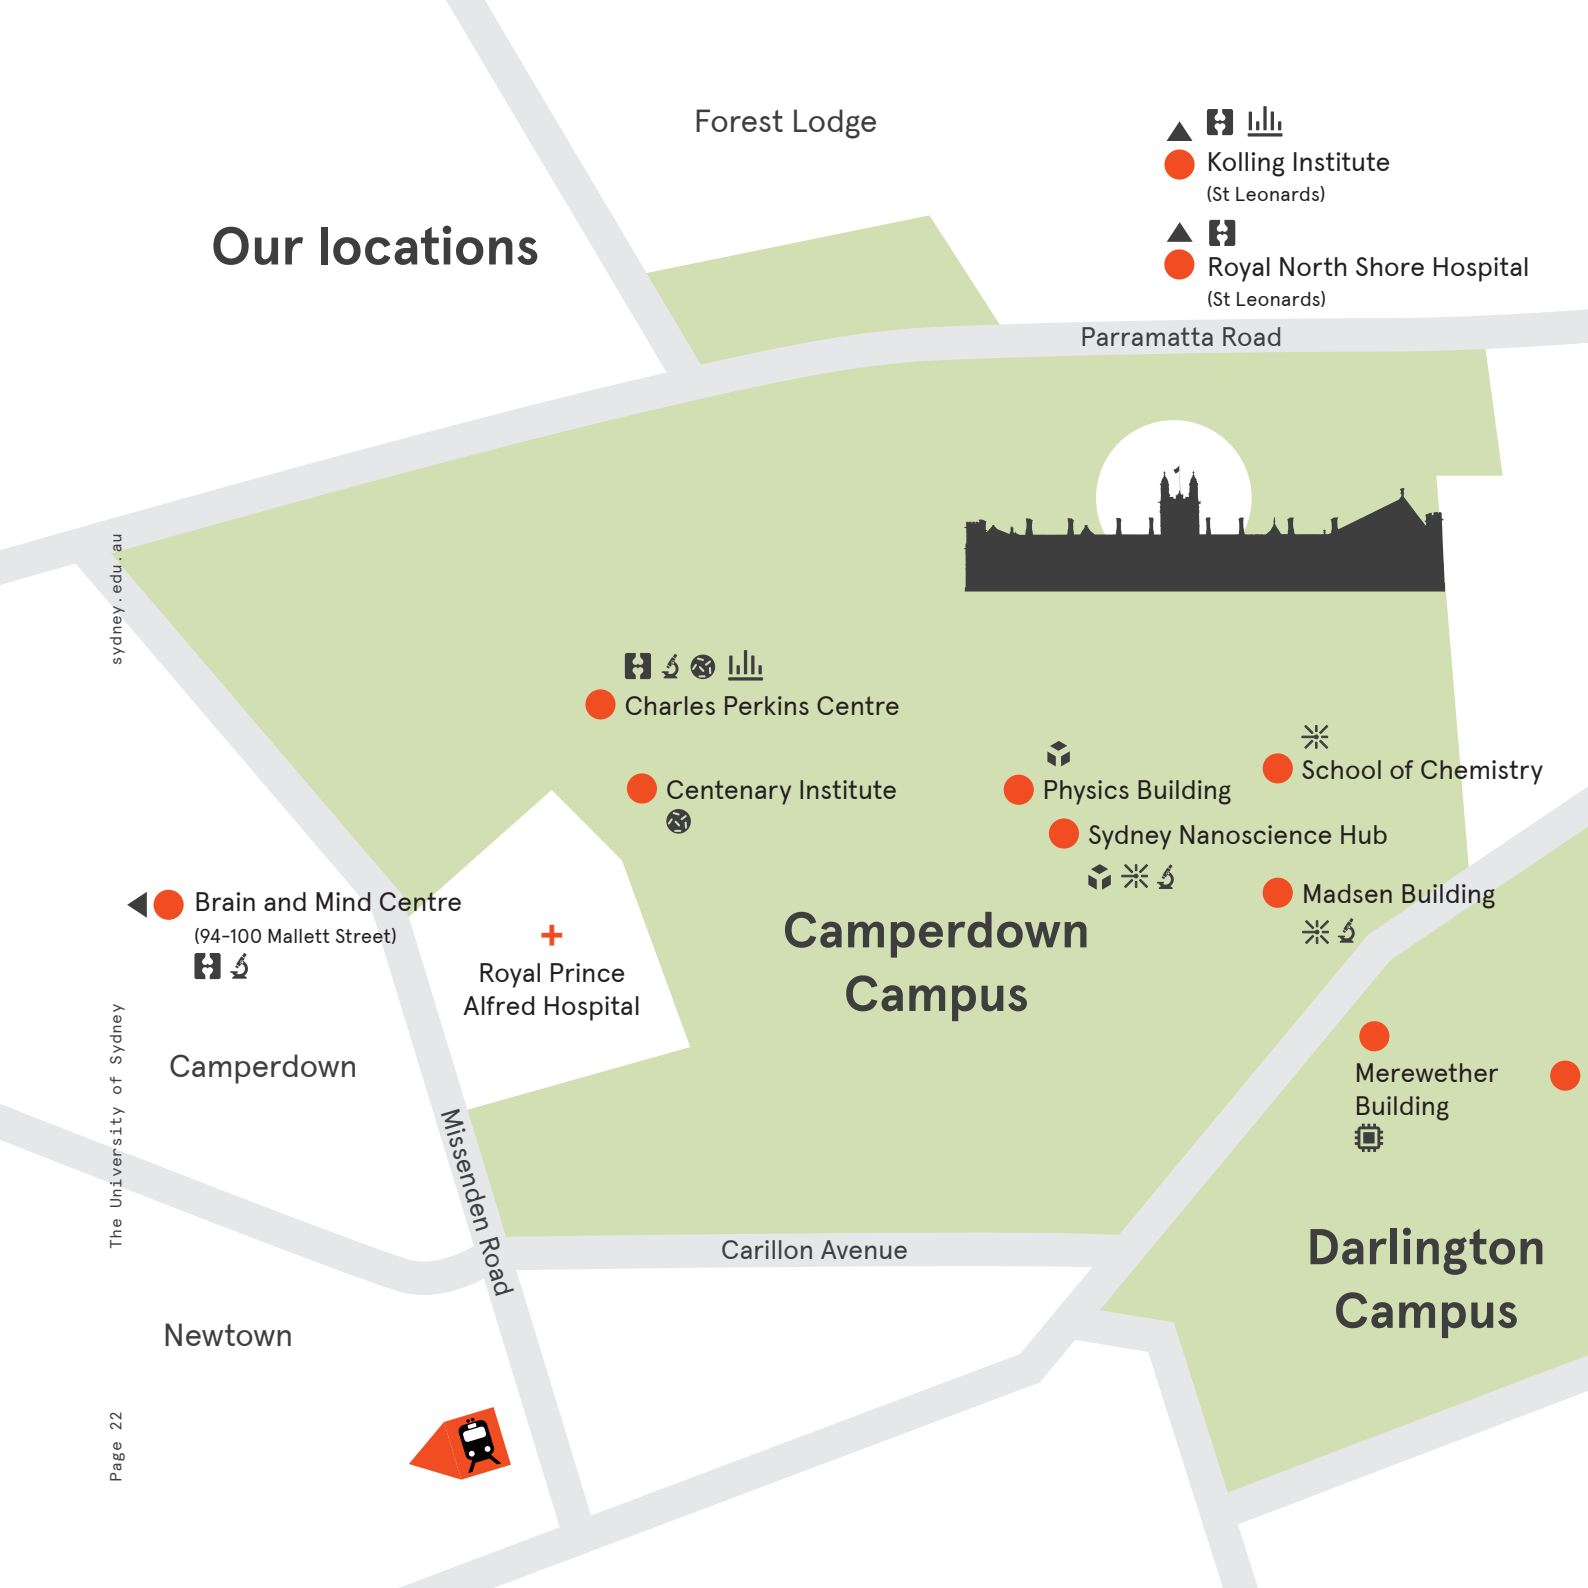 Forest Lodge
Our locations
Kolling Institute
(St Leonards)
Royal North Shore Hospital
(St Leonards)
Parramatta Road
sydney.edu.au
Charles Perkins Centre
Centenary Institute
Physics Building
School of Chemistry
Sydney Nanoscience Hub
Brain and Mind Centre
(94-100 Mallett Street)
Madsen Building
Royal Prince
Alfred Hospital
Camperdown
Campus
Camperdown
The University of Sydney
Merewether
Building
Missenden Road
Carillon Avenue
Darlington
Campus
Newtown
Page 22